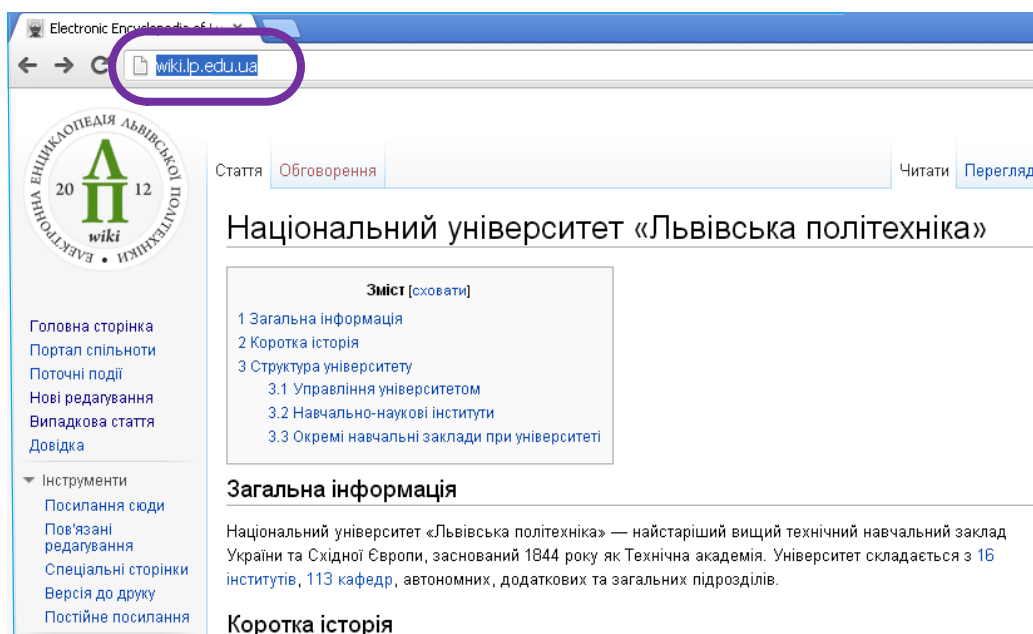 Electronic Encyclopedia of Lv
wiki.lp.edu.ua
ЕЛЕКТРОННА ЕНЦИКЛОПЕДІЯ ЛЬВІВСЬКОЇ ПОЛІТЕХНІКИ
20 ЛП 12
wiki
Стаття Обговорення Читати Перегляд
Національний університет «Львівська політехніка»
Зміст [сховати]
1 Загальна інформація
2 Коротка історія
3 Структура університету
3.1 Управління університетом
3.2 Навчально-наукові інститути
3.3 Окремі навчальні заклади при університеті
Головна сторінка
Портал спільноти
Поточні події
Нові редагування
Випадкова стаття
Довідка
Інструменти
Посилання сюди
Пов'язані
редагування
Спеціальні сторінки
Версія до друку
Постійне посилання
Загальна інформація
Національний університет «Львівська політехніка» — найстаріший вищий технічний навчальний заклад
України та Східної Європи, заснований 1844 року як Технічна академія. Університет складається з 16
інститутів, 113 кафедр, автономних, додаткових та загальних підрозділів.
Коротка історія